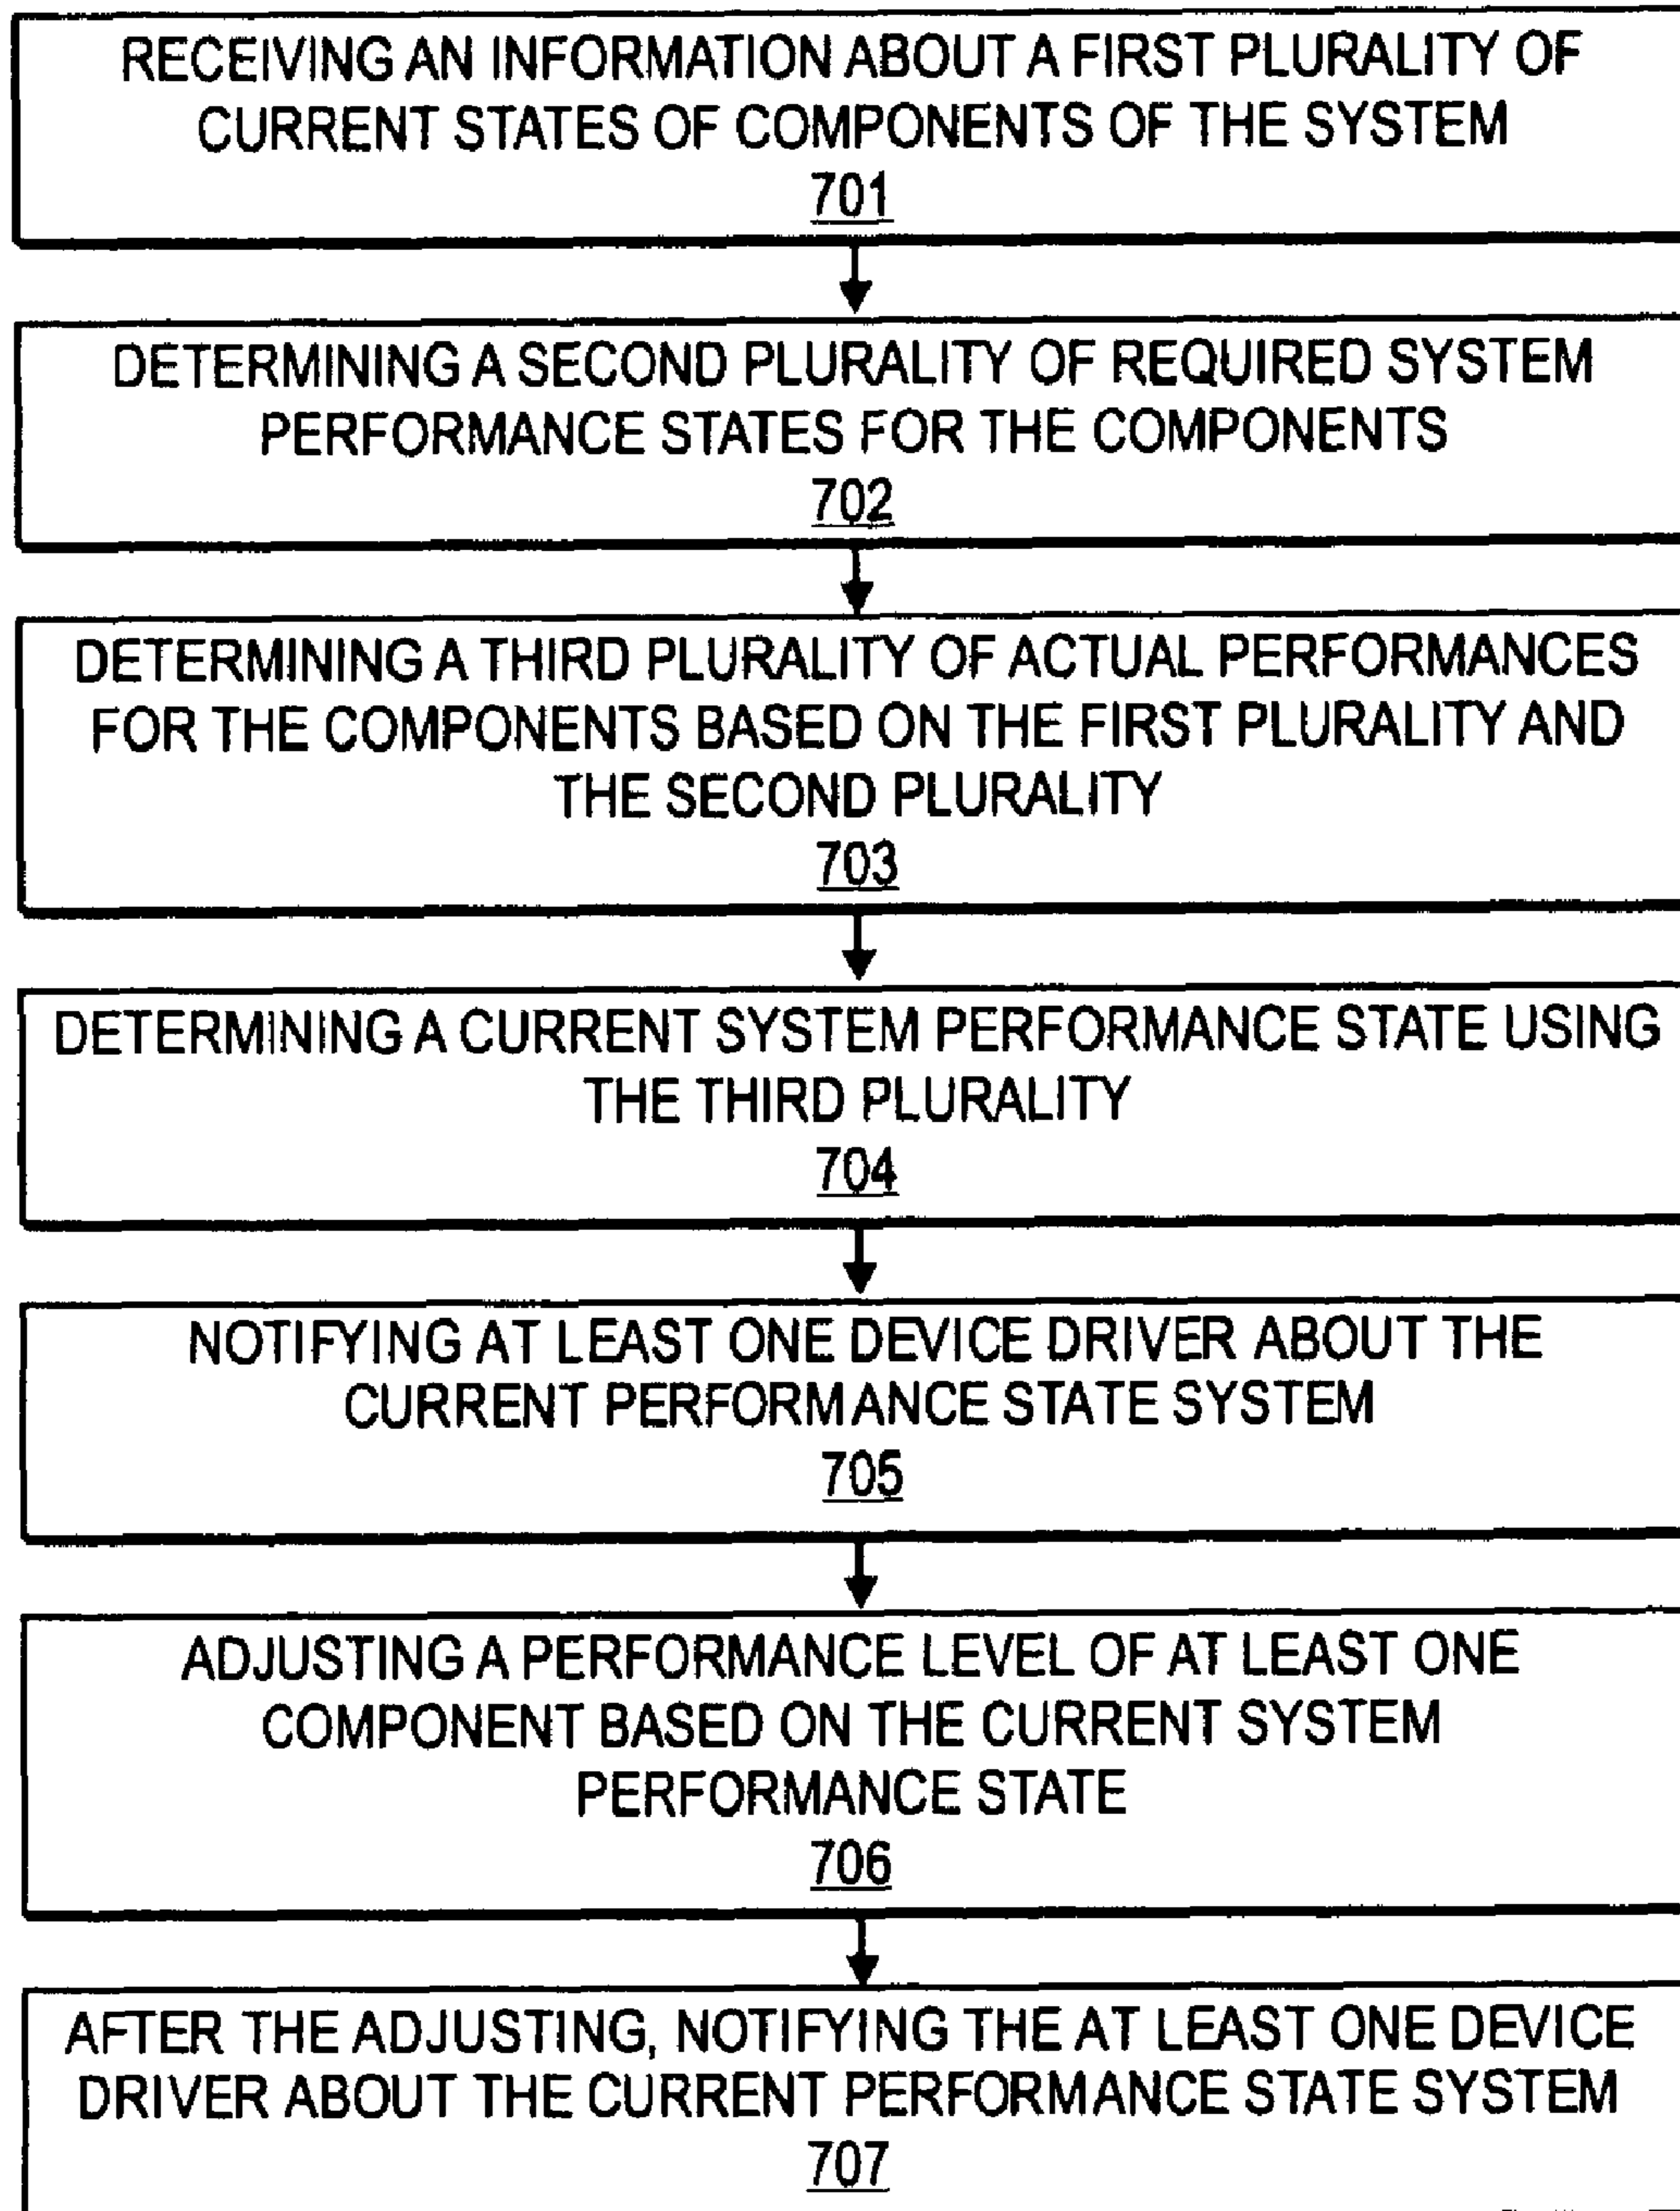 RECEIVING AN INFORMATION ABOUT A FIRST PLURALITY OF
CURRENT STATES OF COMPONENTS OF THE SYSTEM
701
DETERMINING A SECOND PLURALITY OF REQUIRED SYSTEM
PERFORMANCE STATES FOR THE COMPONENTS
702
DETERMINING A THIRD PLURALITY OF ACTUAL PERFORMANCES
FOR THE COMPONENTS BASED ON THE FIRST PLURALITY AND
THE SECOND PLURALITY
703
DETERMINING A CURRENT SYSTEM PERFORMANCE STATE USING
THE THIRD PLURALITY
704
NOTIFYING AT LEAST ONE DEVICE DRIVER ABOUT THE
CURRENT PERFORMANCE STATE SYSTEM
705
ADJUSTING A PERFORMANCE LEVEL OF AT LEAST ONE
COMPONENT BASED ON THE CURRENT SYSTEM
PERFORMANCE STATE
706
AFTER THE ADJUSTING, NOTIFYING THE AT LEAST ONE DEVICE
DRIVER ABOUT THE CURRENT PERFORMANCE STATE SYSTEM
707